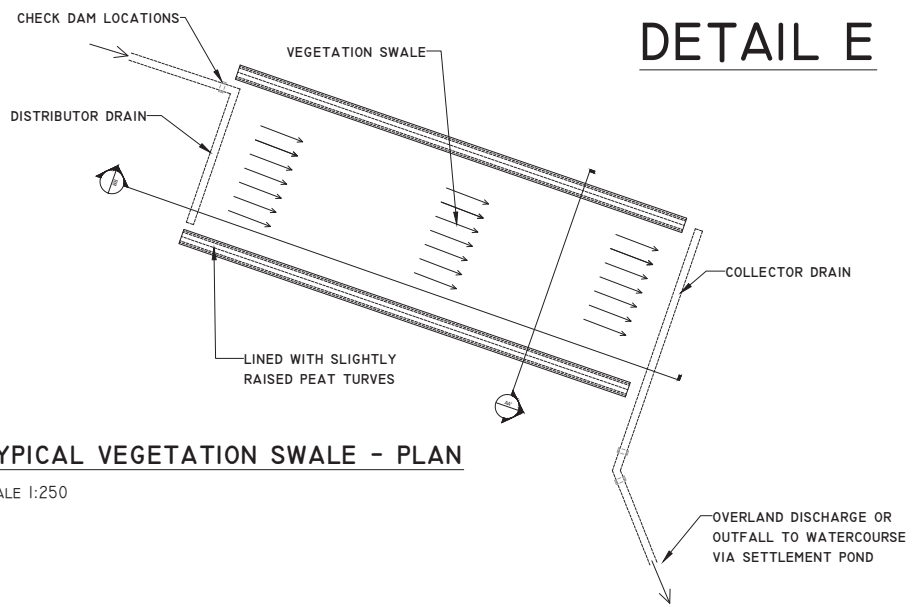 CHECK DAM LOCATIONS
DETAIL E
VEGETATION SWALE
DISTRIBUTOR DRAIN
COLLECTOR DRAIN
LINED WITH SLIGHTLY
RAISED PEAT TURVES
YPICAL VEGETATION SWALE - PLAN
ALE 1:250
OVERLAND DISCHARGE OR
OUTFALL TO WATERCOURSE
VIA SETTLEMENT POND